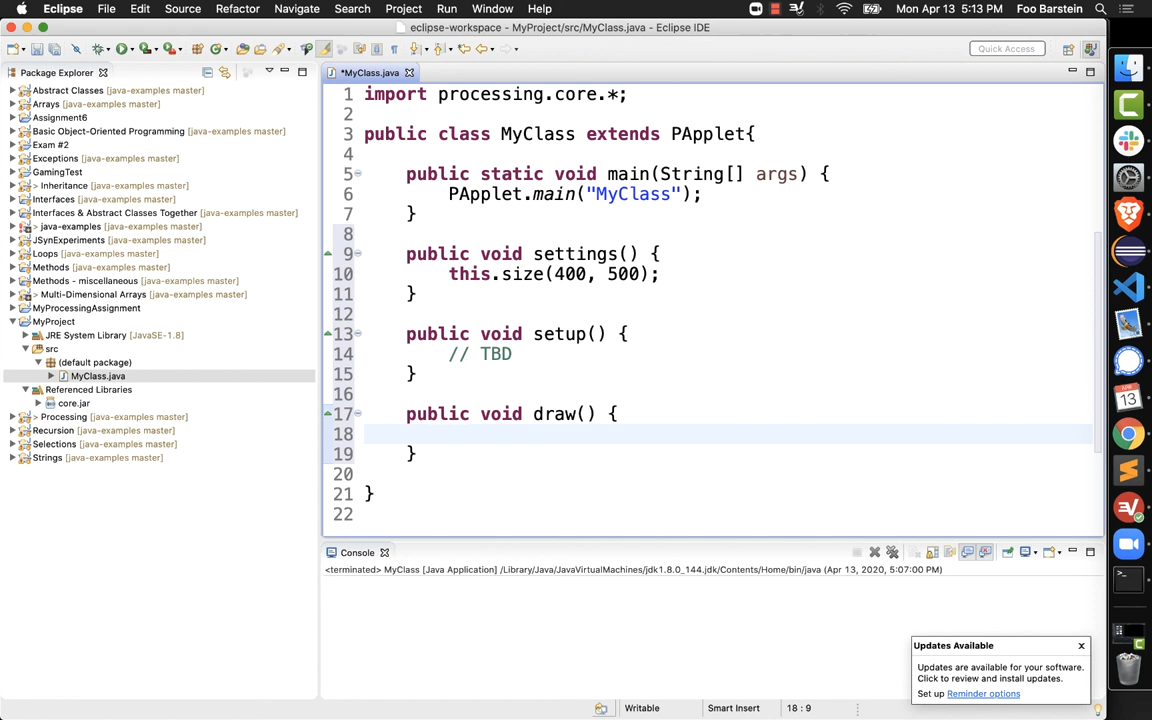 Eclipse File Edit Source Refactor Navigate Search Project Run Window Help Mon Apr 13 5:13 PM Foo Barstein
eclipse-workspace - MyProject/src/MyClass.java - Eclipse IDE
Quick Access
Package Explorer
Abstract Classes [java-examples master]
Arrays [java-examples master]
Assignment6
Basic Object-Oriented Programming [java-examples master]
Exam #2
Exceptions [java-examples master]
GamingTest
> Inheritance [java-examples master]
Interfaces [java-examples master]
Interfaces & Abstract Classes Together [java-examples master]
> java-examples [java-examples master]
JSynExperiments [java-examples master]
Loops [java-examples master]
Methods [java-examples master]
Methods - miscellaneous [java-examples master]
> Multi-Dimensional Arrays [java-examples master]
MyProcessingAssignment
MyProject
JRE System Library [JavaSE-1.8]
src
(default package)
MyClass.java
Referenced Libraries
core.jar
> Processing [java-examples master]
Recursion [java-examples master]
Selections [java-examples master]
Strings [java-examples master]
*MyClass.java
1 import processing.core.*;
2
3 public class MyClass extends PApplet{
4
5 public static void main(String[] args) {
6 PApplet.main("MyClass");
7 }
8
9 public void settings() {
10 this.size(400, 500);
11 }
12
13 public void setup() {
14 // TBD
15 }
16
17 public void draw() {
18
19 }
20
21 }
22
Console
<terminated> MyClass [Java Application] /Library/Java/JavaVirtualMachines/jdk1.8.0_144.jdk/Contents/Home/bin/java (Apr 13, 2020, 5:07:00 PM)
Updates Available
Updates are available for your software.
Click to review and install updates.
Set up Reminder options
Writable Smart Insert 18 : 9
APR
13